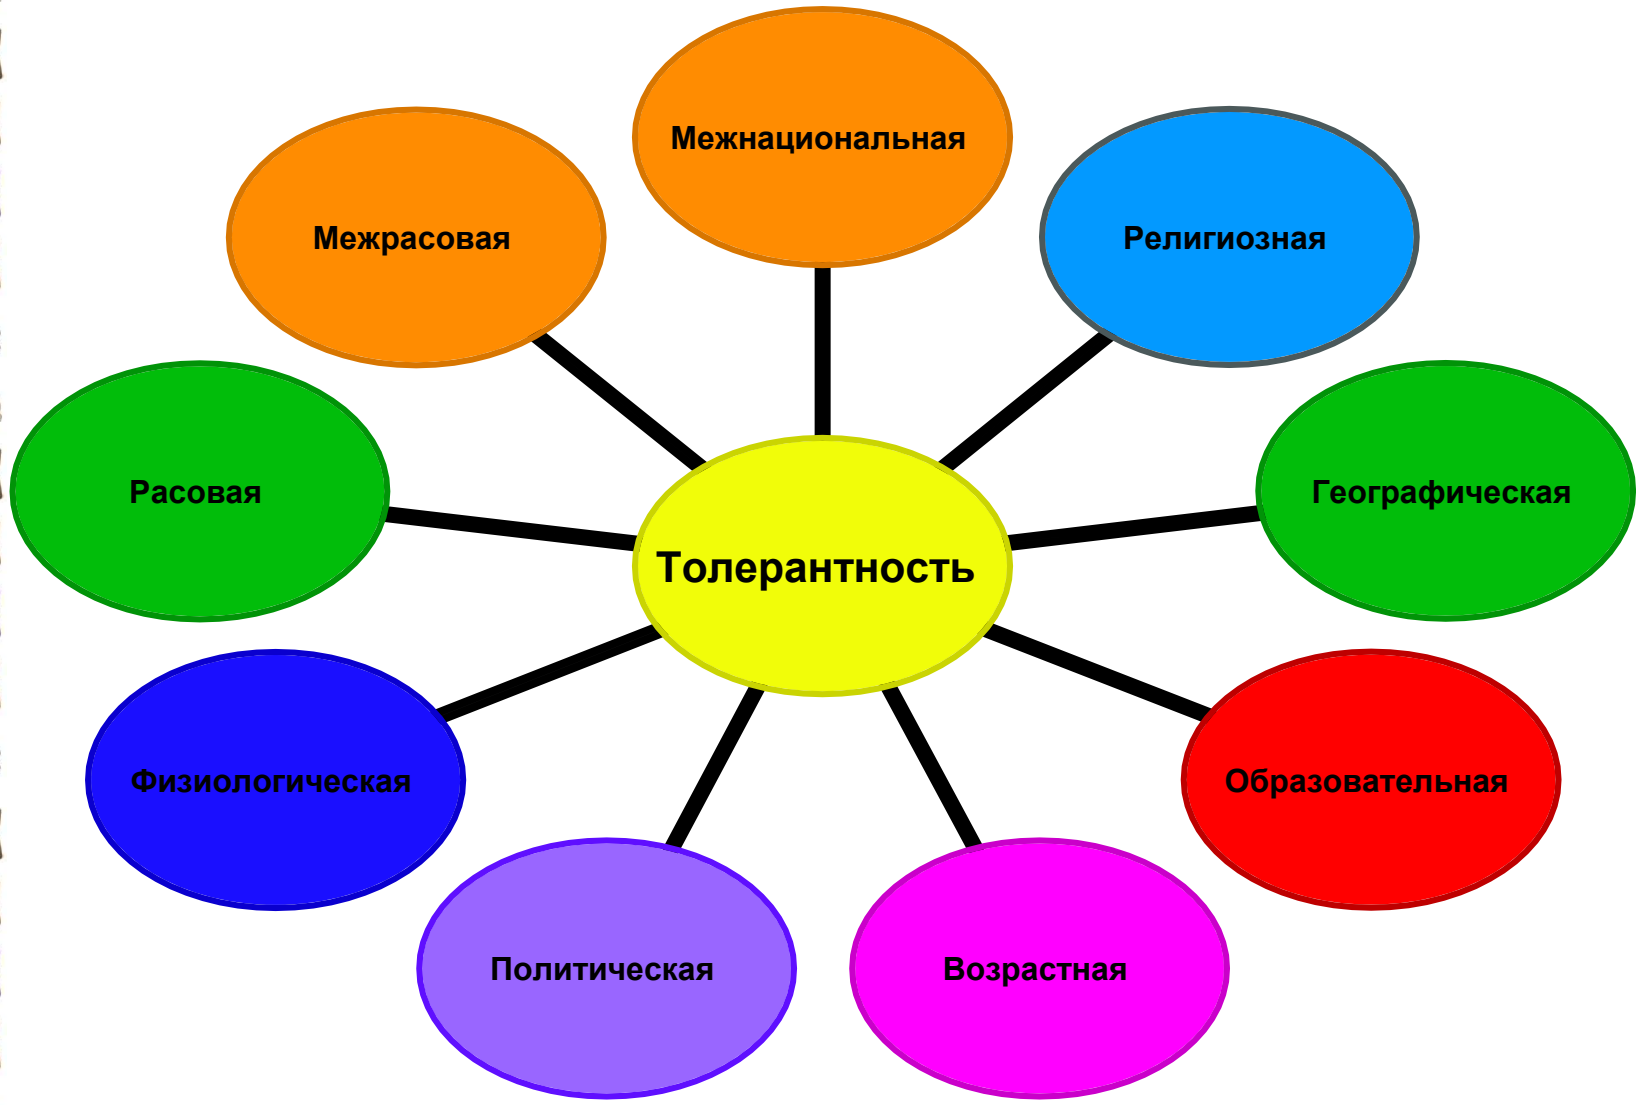 Межнациональная
Межрасовая
Религиозная
Расовая
Географическая
Толерантность
Физиологическая
Образовательная
Политическая
Возрастная